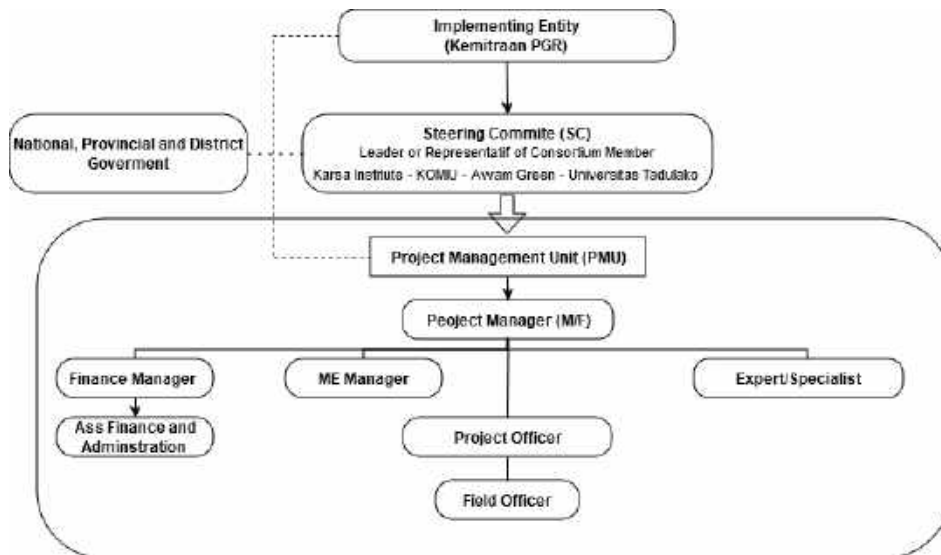 Implementing Entity
(Kemitraan PGR)
National, Provincial and District
Goverment
Steering Commite (SC)
Leader or Representatif of Consortium Member
Karsa Institute - KOMIU - Awam Green - Universitas Tadulako
Project Management Unit (PMU)
Peoject Manager (M/F)
Finance Manager
ME Manager
Expert/Specialist
Ass Finance and
Adminstration
Project Officer
Field Officer